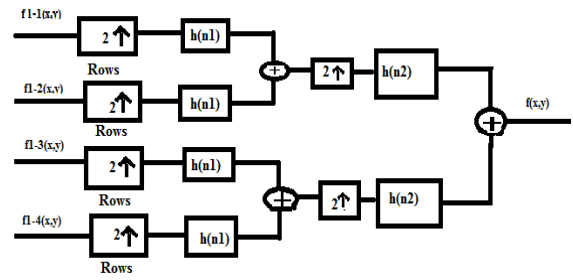 f1-1(x,y)
2↑
h(n1)
Rows
+
2↑
h(n2)
f1-2(x,y)
2↑
h(n1)
Rows
+
f(x,y)
f1-3(x,y)
2↑
h(n1)
Rows
+
2↑
h(n2)
f1-4(x,y)
2↑
h(n1)
Rows